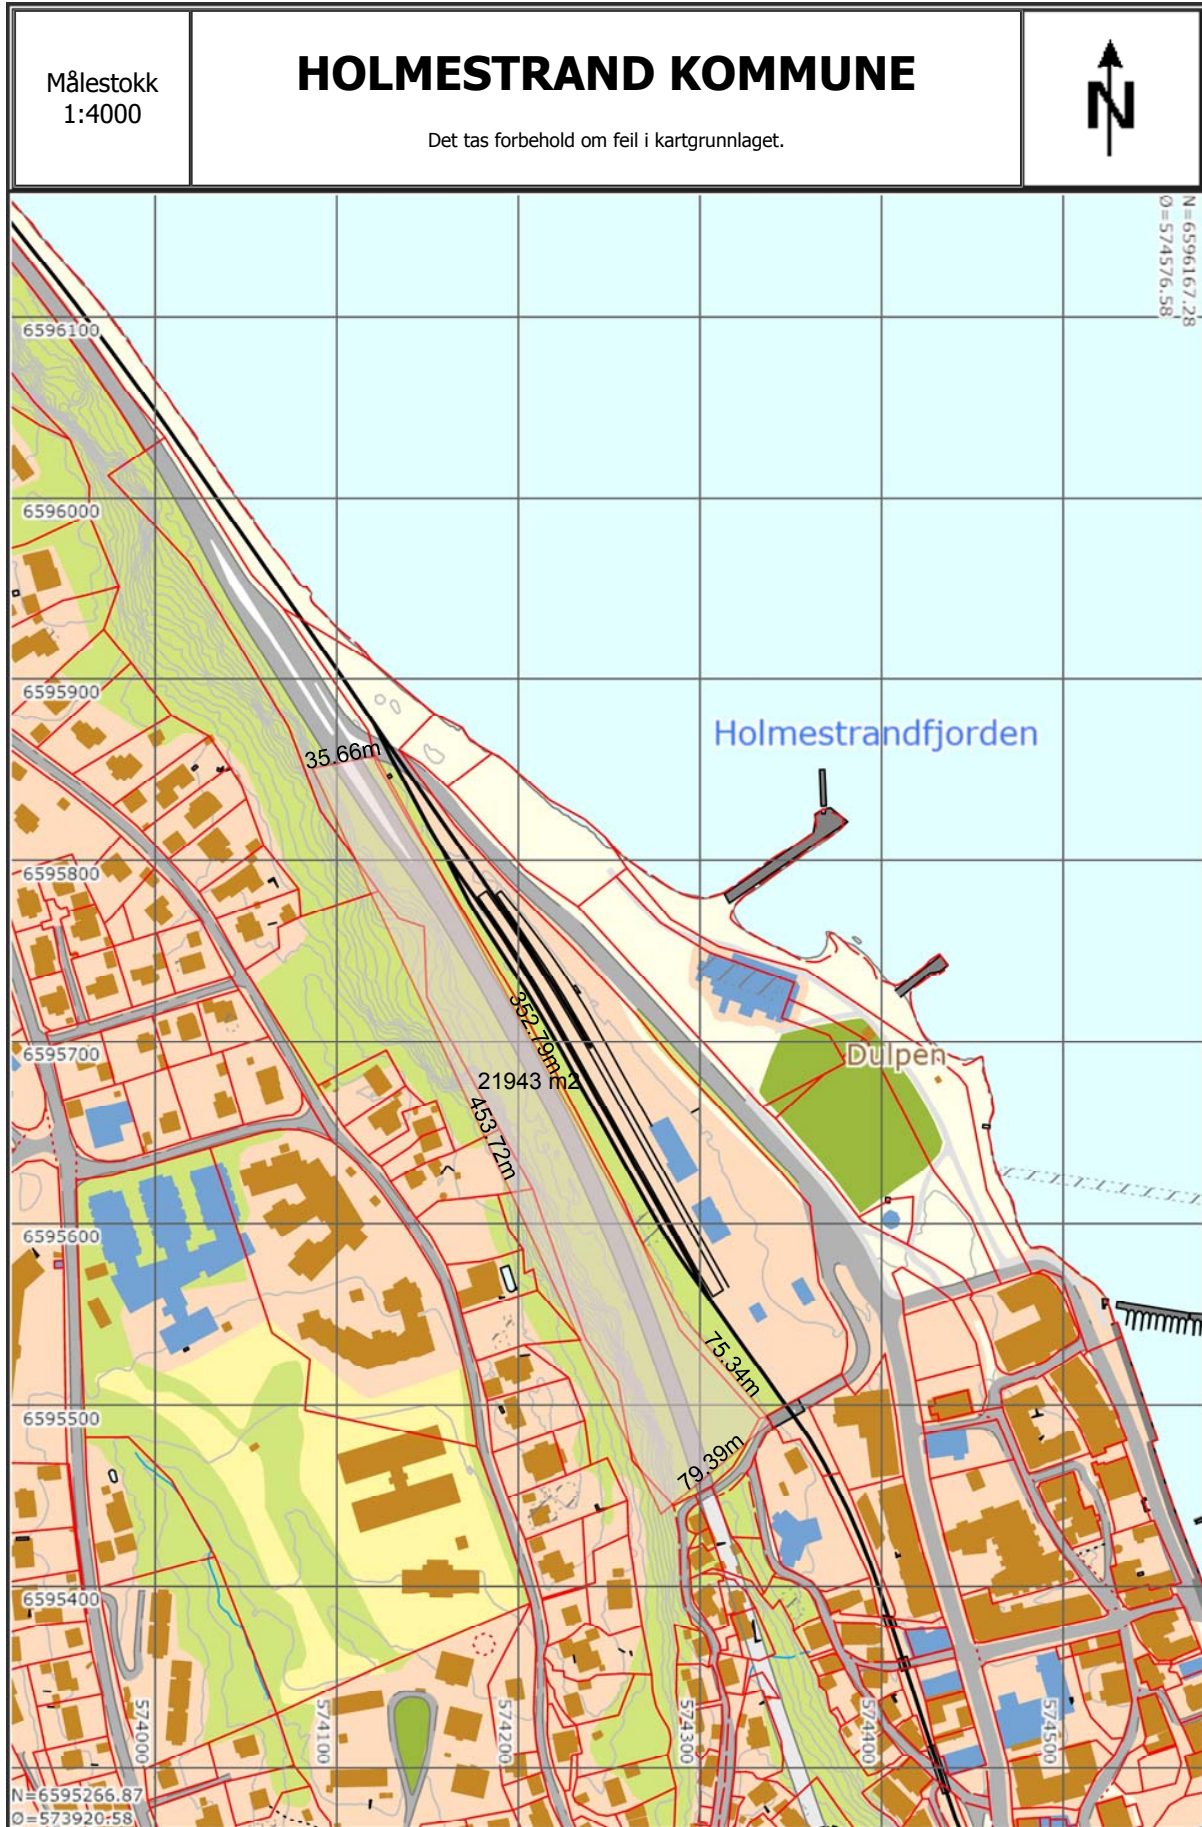 Målestokk
1:4000
HOLMESTRAND KOMMUNE
Det tas forbehold om feil i kartgrunnlaget.
N
N=6596167.28
Ø=574576.58
6596100
6596000
6595900
Holmestrandfjorden
35.66m
6595800
352.79m
6595700
Dulpen
21943 m2
453.72m
6595600
75.34m
6595500
79.39m
6595400
574000
574100
574200
574300
574400
574500
N=6595266.87
Ø=573920.58